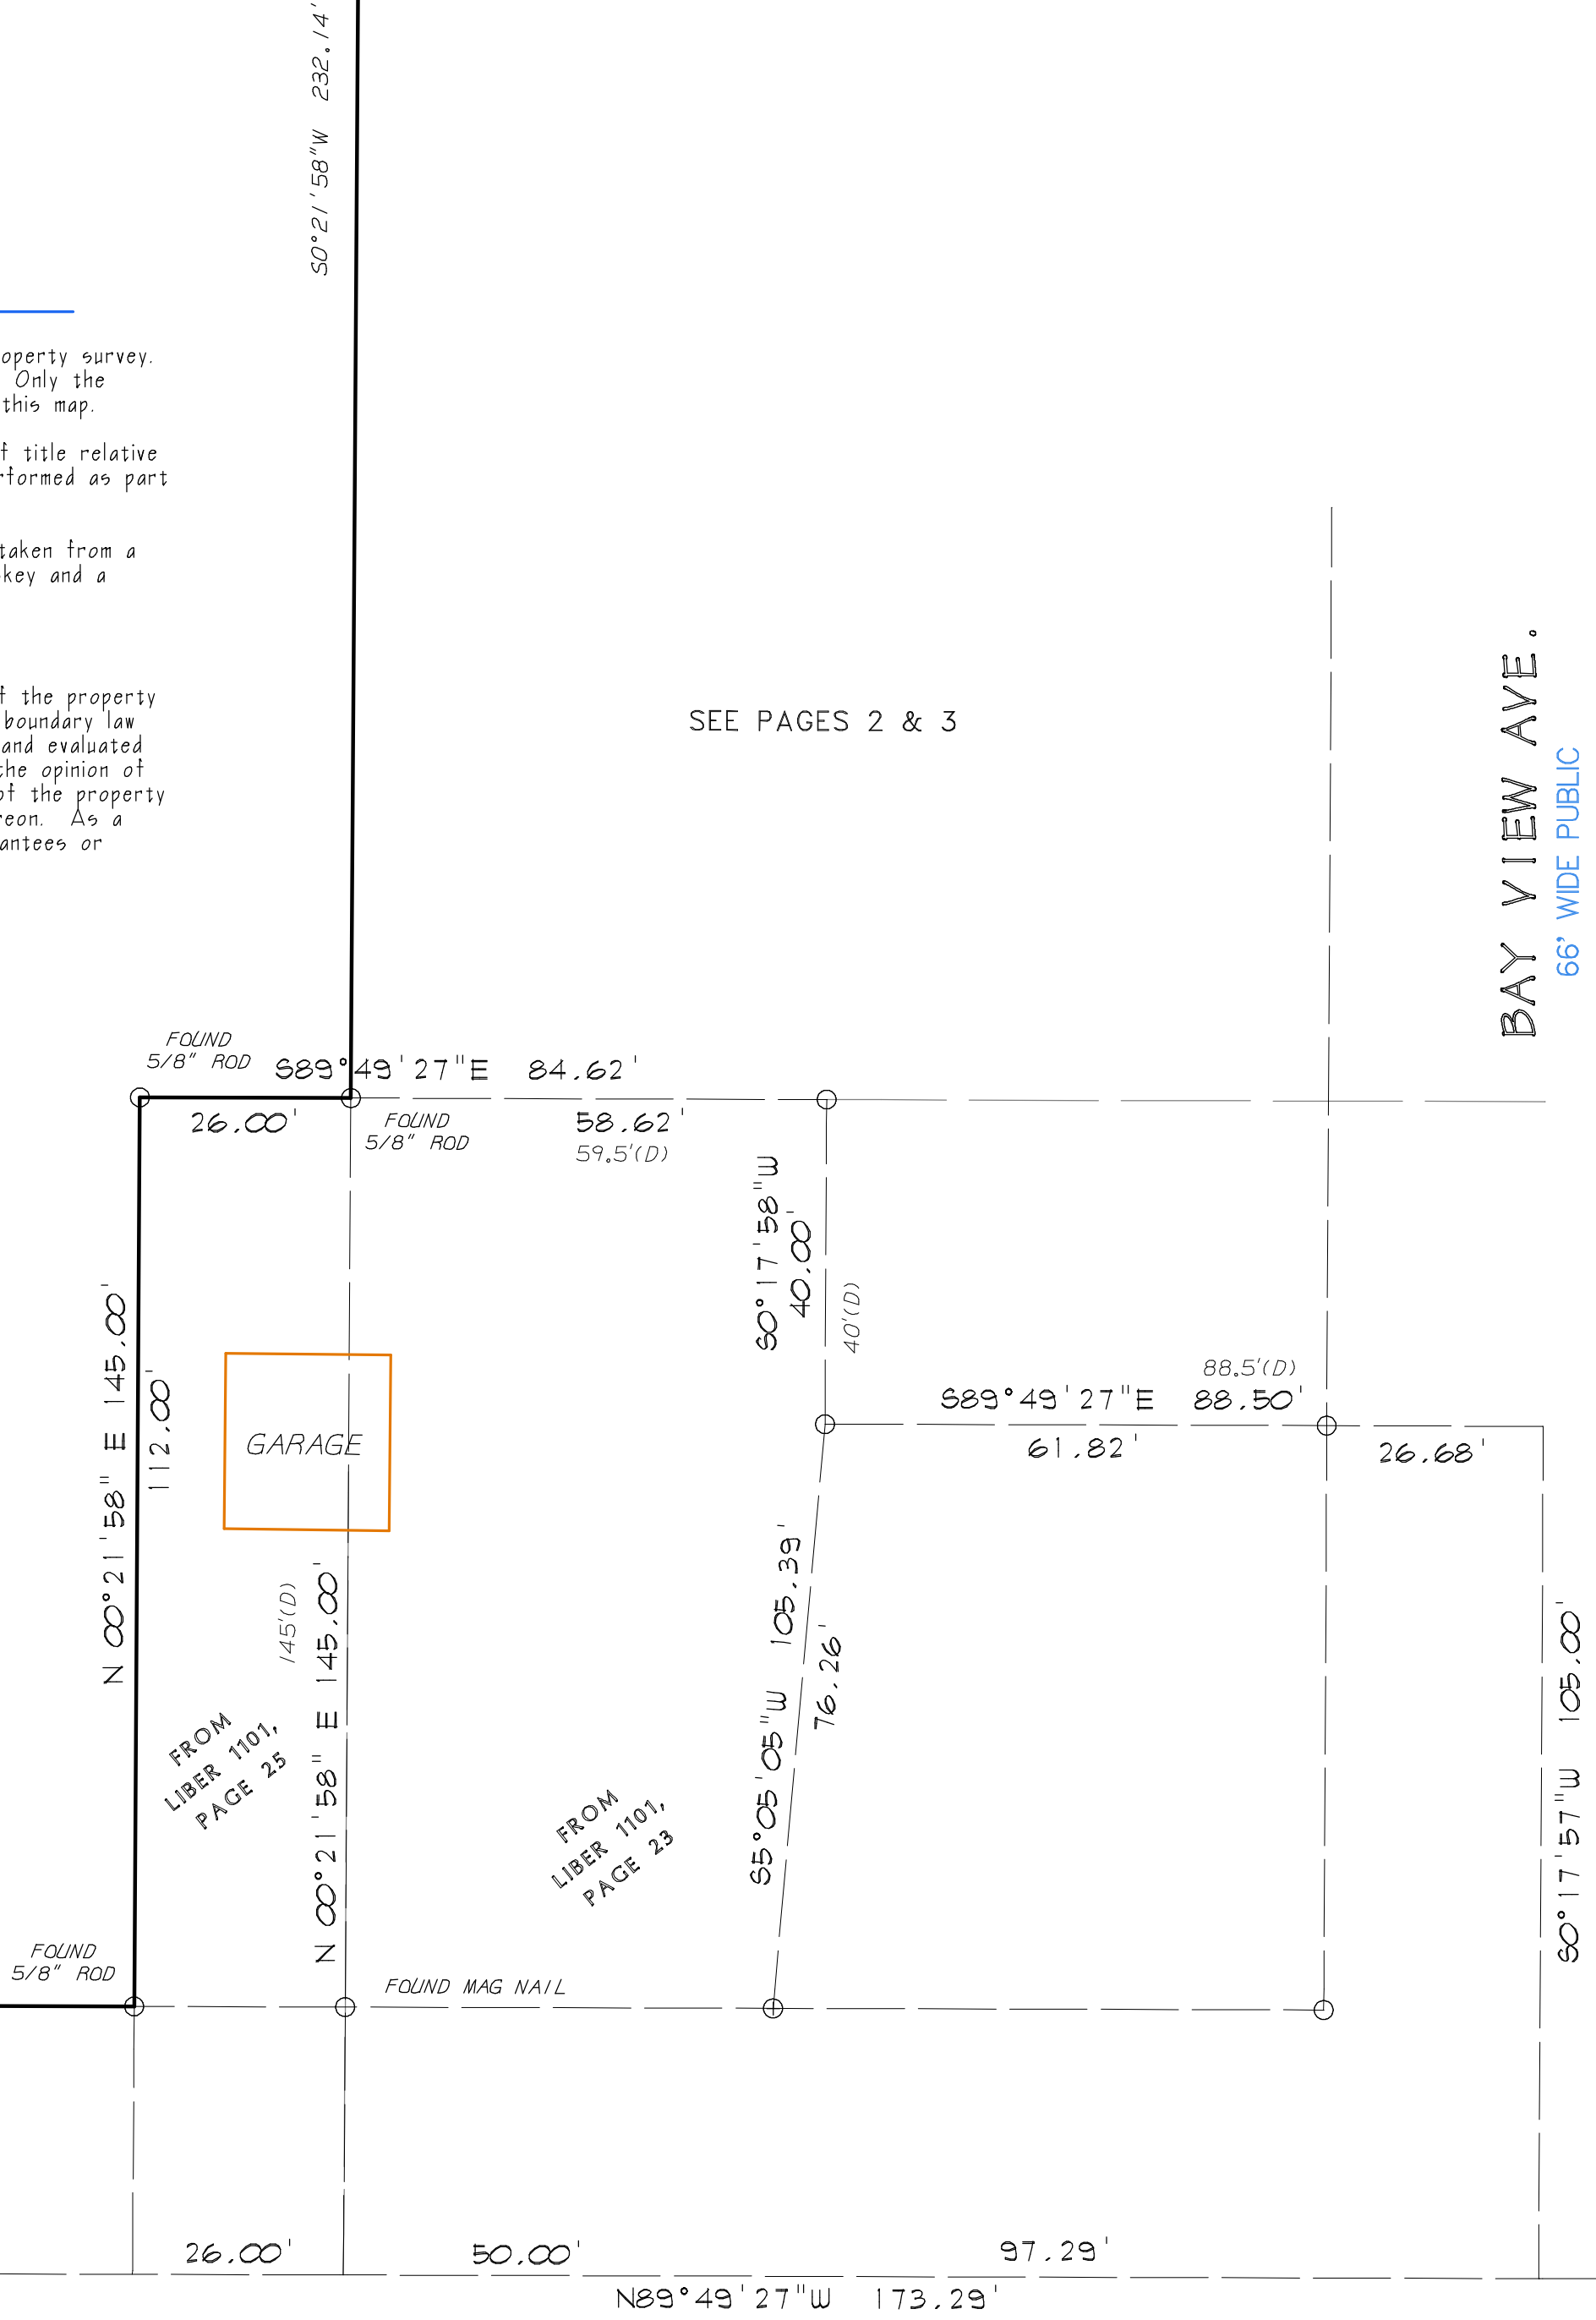 S0°21'58"W 232.14'
operty survey.
Only the
this map.
f title relative
rformed as part
taken from a
key and a
f the property
boundary law
and evaluated
the opinion of
of the property
reon. As a
antees or
SEE PAGES 2 & 3
BAY VIEW AVE.
66' WIDE PUBLIC
FOUND
5/8" ROD
S89°49'27"E 84.62'
26.00'
FOUND
5/8" ROD
58.62'
59.5'(D)
S0°17'58"W
40.00'
40'(D)
N 00°21'58" E 145.00'
112.00'
GARAGE
88.5'(D)
S89°49'27"E 88.50'
61.82'
26.68'
145'(D)
N 00°21'58" E 145.00'
S5°05'05"W 105.39'
76.26'
S0°17'57"W 105.00'
FROM
LIBER 1101,
PAGE 25
FROM
LIBER 1101,
PAGE 23
FOUND
5/8" ROD
FOUND MAG NAIL
26.00'
50.00'
97.29'
N89°49'27"W 173.29'